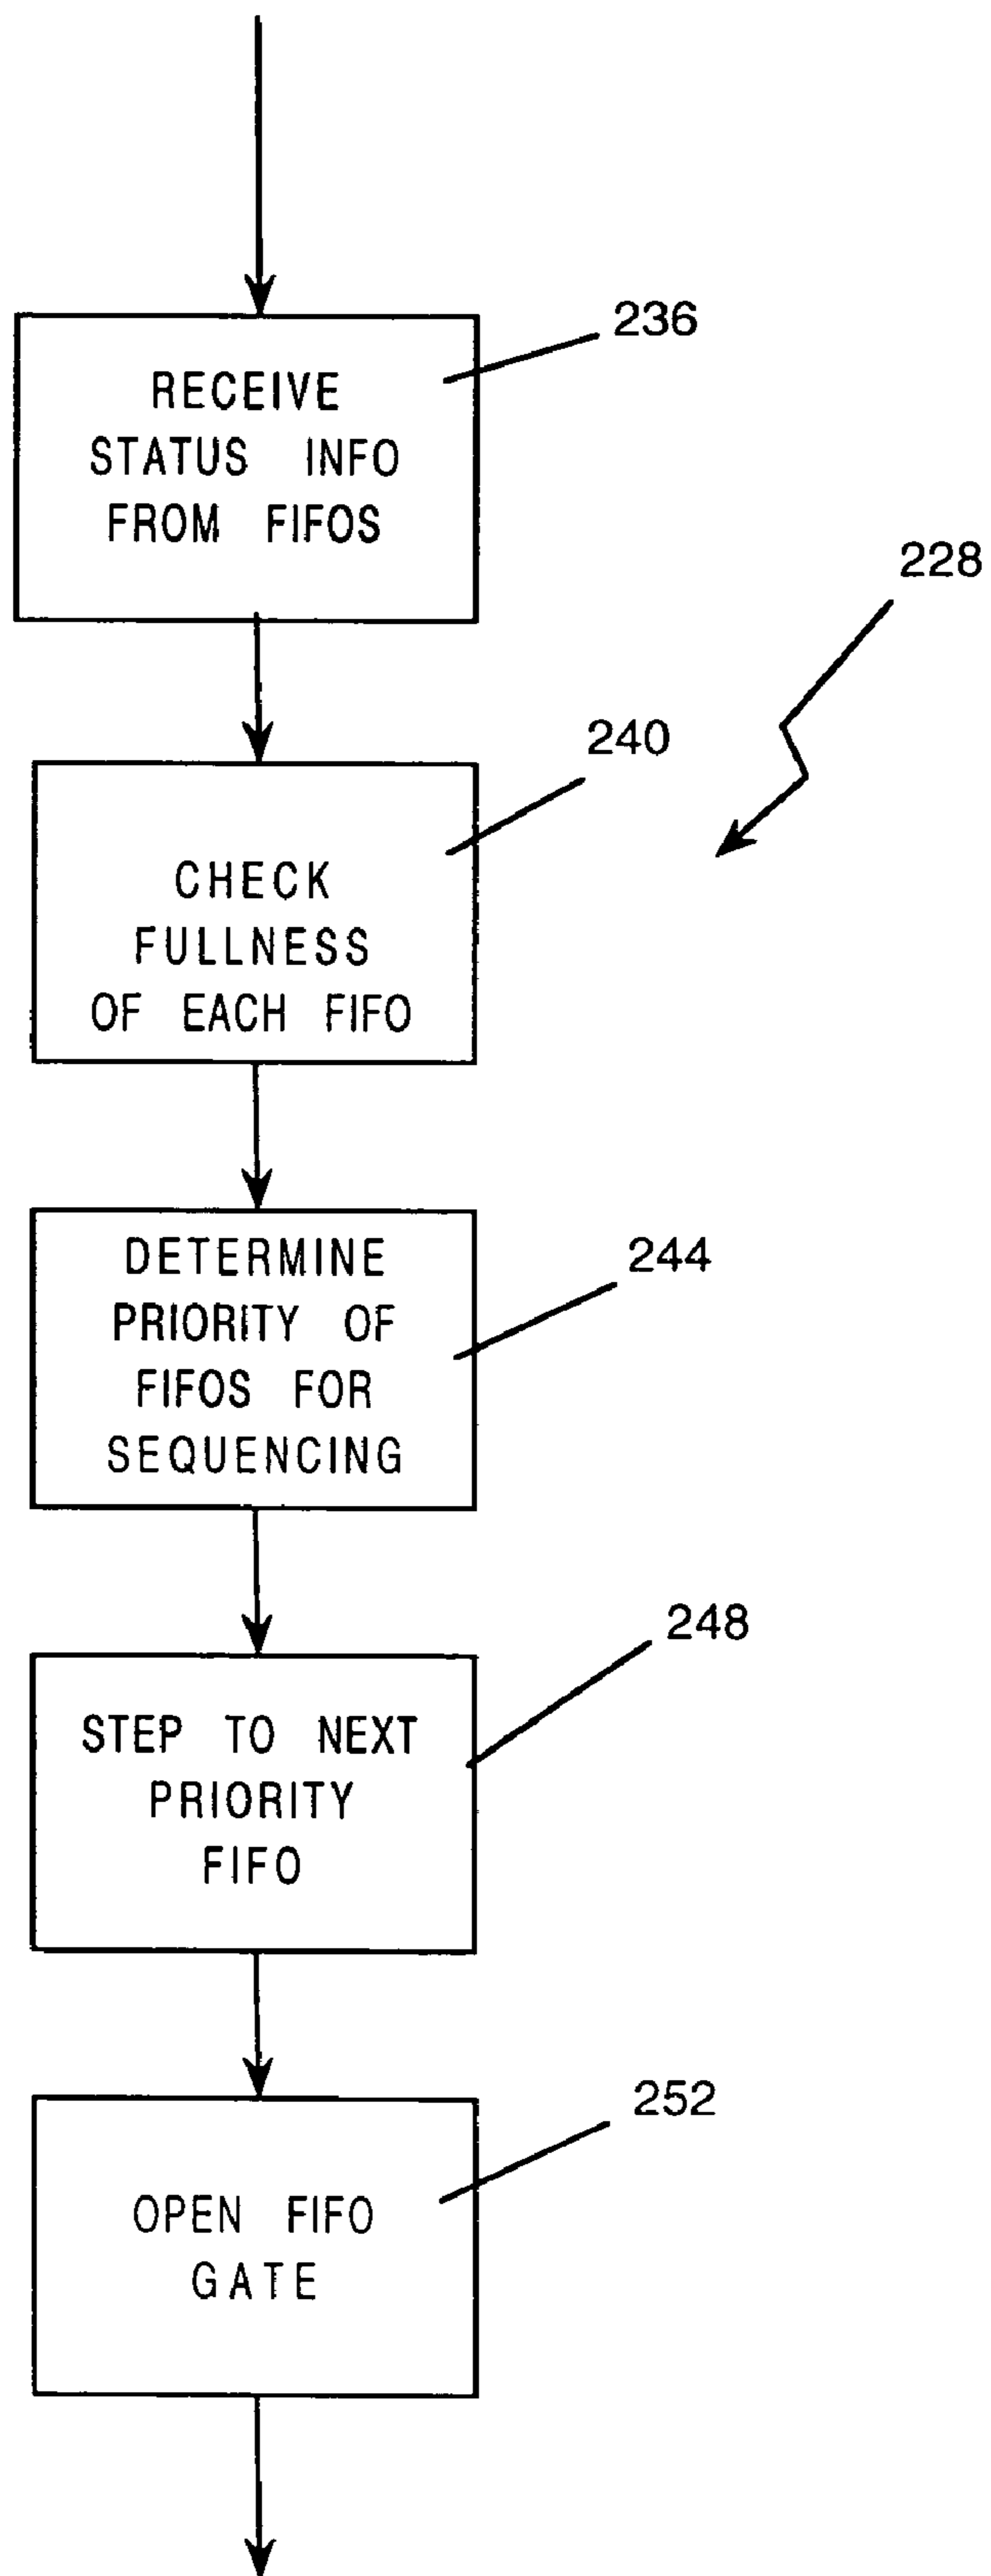 236
RECEIVE
STATUS INFO
FROM FIFOS
228
240
CHECK
FULLNESS
OF EACH FIFO
244
DETERMINE
PRIORITY OF
FIFOS FOR
SEQUENCING
248
STEP TO NEXT
PRIORITY
FIFO
252
OPEN FIFO
GATE